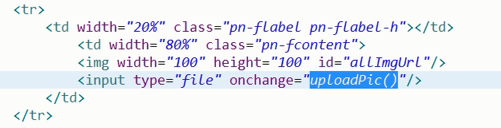 <tr>
<td width="20%" class="pn-flabel pn-flabel-h"></td>
<td width="80%" class="pn-fcontent">
<img width="100" height="100" id="allImgUrl"/>
<input type="file" onchange="uploadPic()"/>
</td>
</tr>